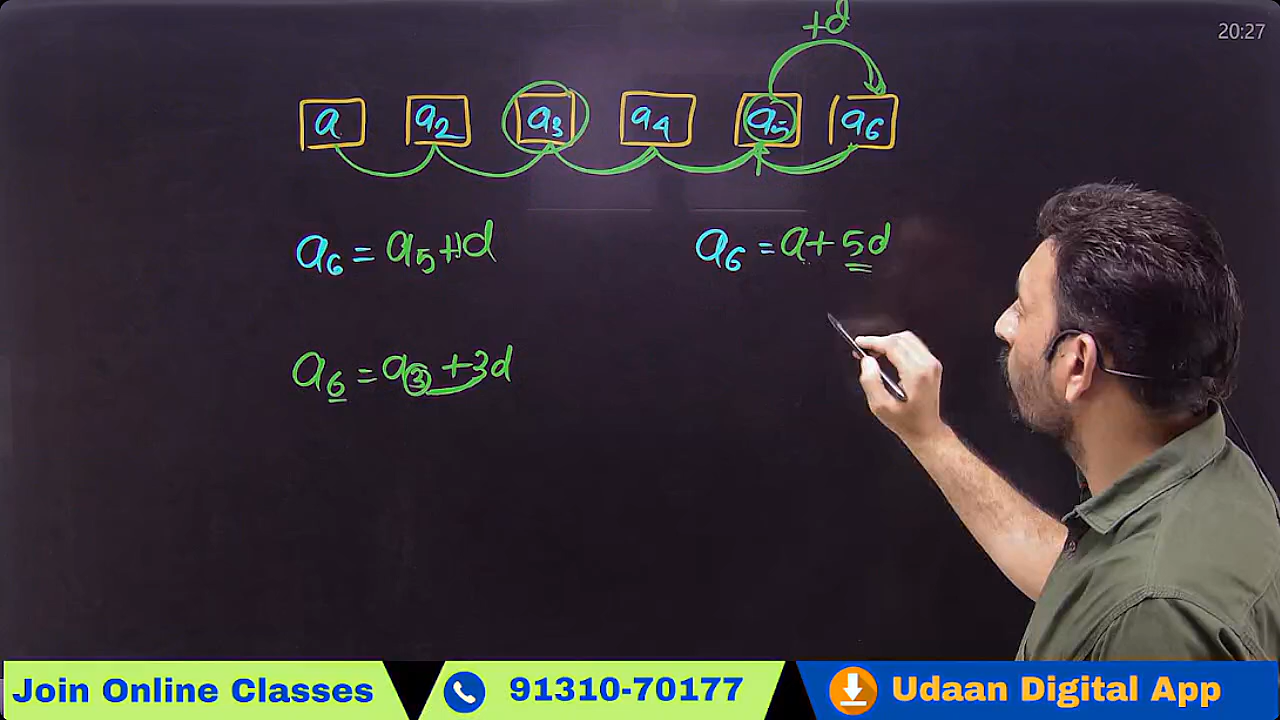 20:27
+d
a a2 a3 a4 a5 a6
a6 = a5+1d
a6 = a+ 5d
a6 = a3 +3d
Join Online Classes
91310-70177
Udaan Digital App